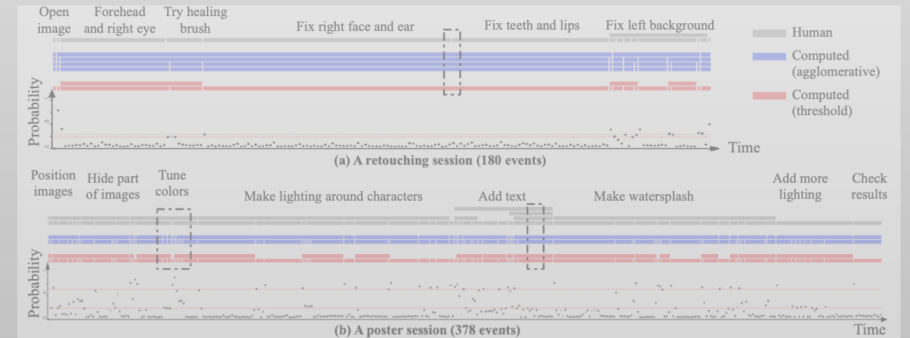 Open
image
Forehead
and right eye
Try healing
brush
Fix right face and ear
Fix teeth and lips
Fix left background
Human
Computed
(agglomerative)
Computed
(threshold)
Probability
Time
(a) A retouching session (180 events)
Position
images
Hide part
of images
Tune
colors
Make lighting around characters
Add text
Make watersplash
Add more
lighting
Check
results
Probability
Time
(b) A poster session (378 events)